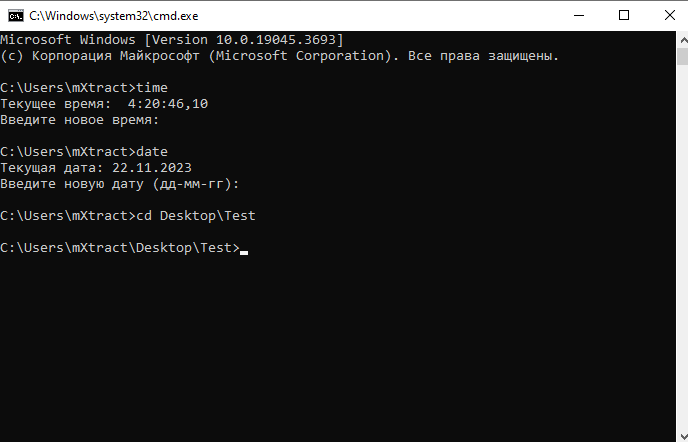 C:\Windows\system32\cmd.exe
Microsoft Windows [Version 10.0.19045.3693]
(c) Корпорация Майкрософт (Microsoft Corporation). Все права защищены.
C:\Users\mXtract>time
Текущее время:  4:20:46,10
Введите новое время:
C:\Users\mXtract>date
Текущая дата: 22.11.2023
Введите новую дату (дд-мм-гг):
C:\Users\mXtract>cd Desktop\Test
C:\Users\mXtract\Desktop\Test>